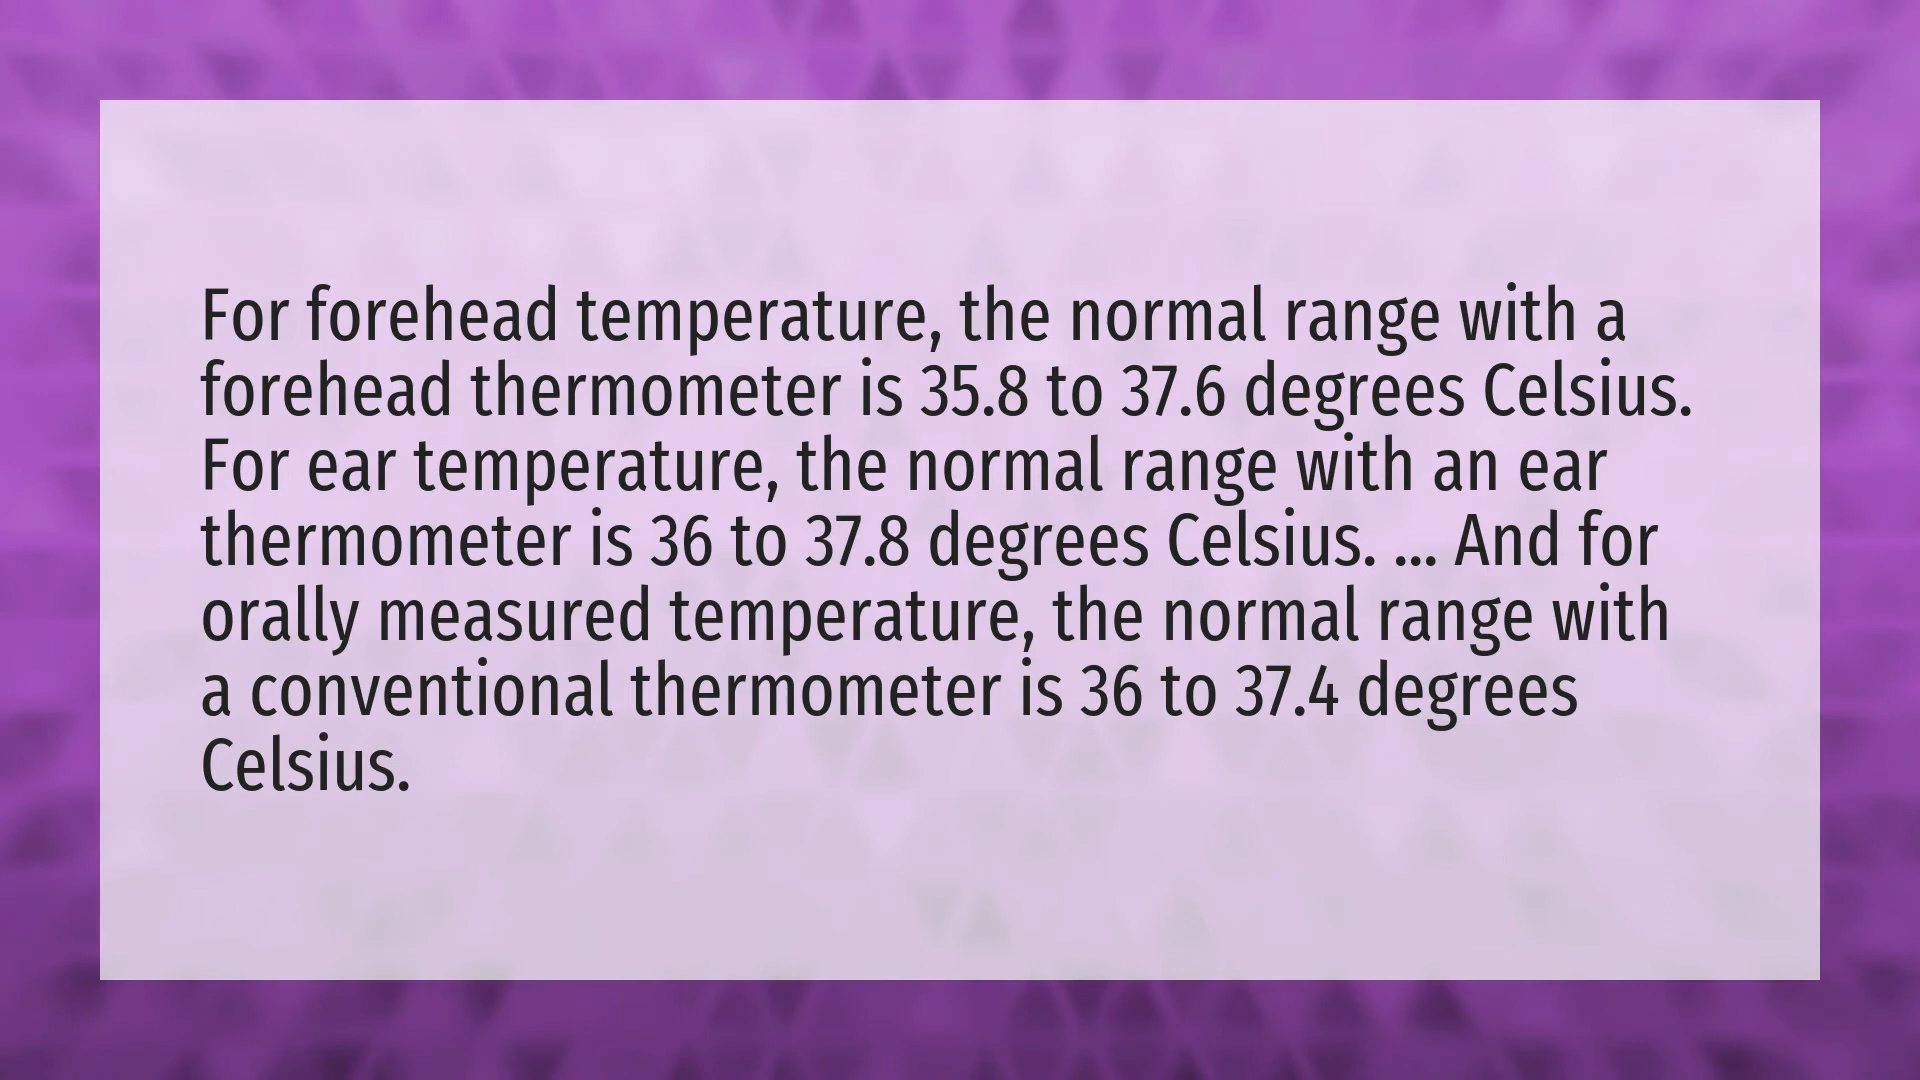 For forehead temperature, the normal range with a
forehead thermometer is 35.8 to 37.6 degrees Celsius.
For ear temperature, the normal range with an ear
thermometer is 36 to 37.8 degrees Celsius. ... And for
orally measured temperature, the normal range with
a conventional thermometer is 36 to 37.4 degrees
Celsius.